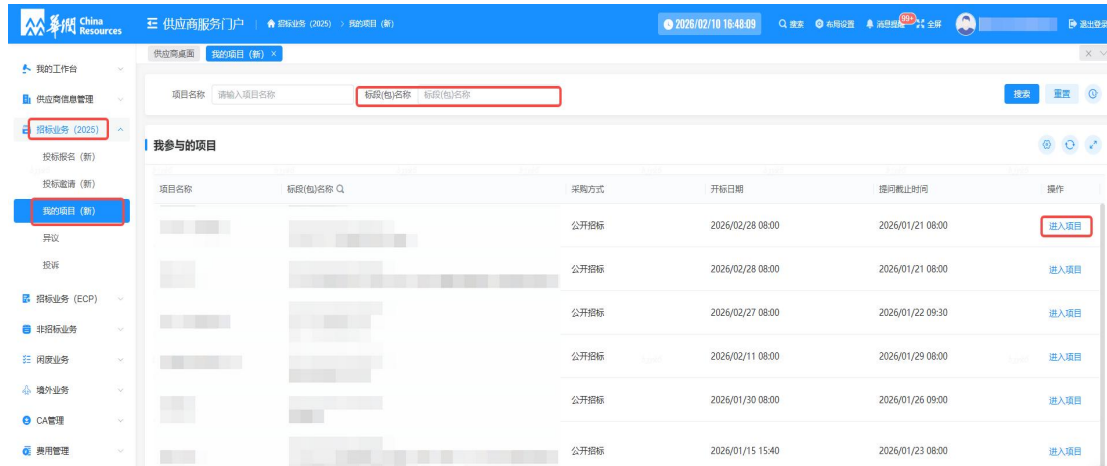 華润 China Resources
供应商服务门户 招标业务 (2025) > 我的项目 (新) 2026/02/10 16:48:09 搜索 布局设置 消息提醒 99+ 全屏 退出登录
供应商桌面 我的项目 (新) ×
我的工作台
供应商信息管理
招标业务 (2025)
投标报名 (新)
投标邀请 (新)
我的项目 (新)
异议
投诉
招标业务 (ECP)
非招标业务
闲废业务
境外业务
CA管理
费用管理
项目名称 请输入项目名称 标段(包)名称 标段(包)名称 搜索 重置
我参与的项目
项目名称 标段(包)名称 采购方式 开标日期 提问截止时间 操作
公开招标 2026/02/28 08:00 2026/01/21 08:00 进入项目
公开招标 2026/02/28 08:00 2026/01/21 08:00 进入项目
公开招标 2026/02/27 08:00 2026/01/22 09:30 进入项目
公开招标 2026/02/11 08:00 2026/01/29 08:00 进入项目
公开招标 2026/01/30 08:00 2026/01/26 09:00 进入项目
公开招标 2026/01/15 15:40 2026/01/23 08:00 进入项目